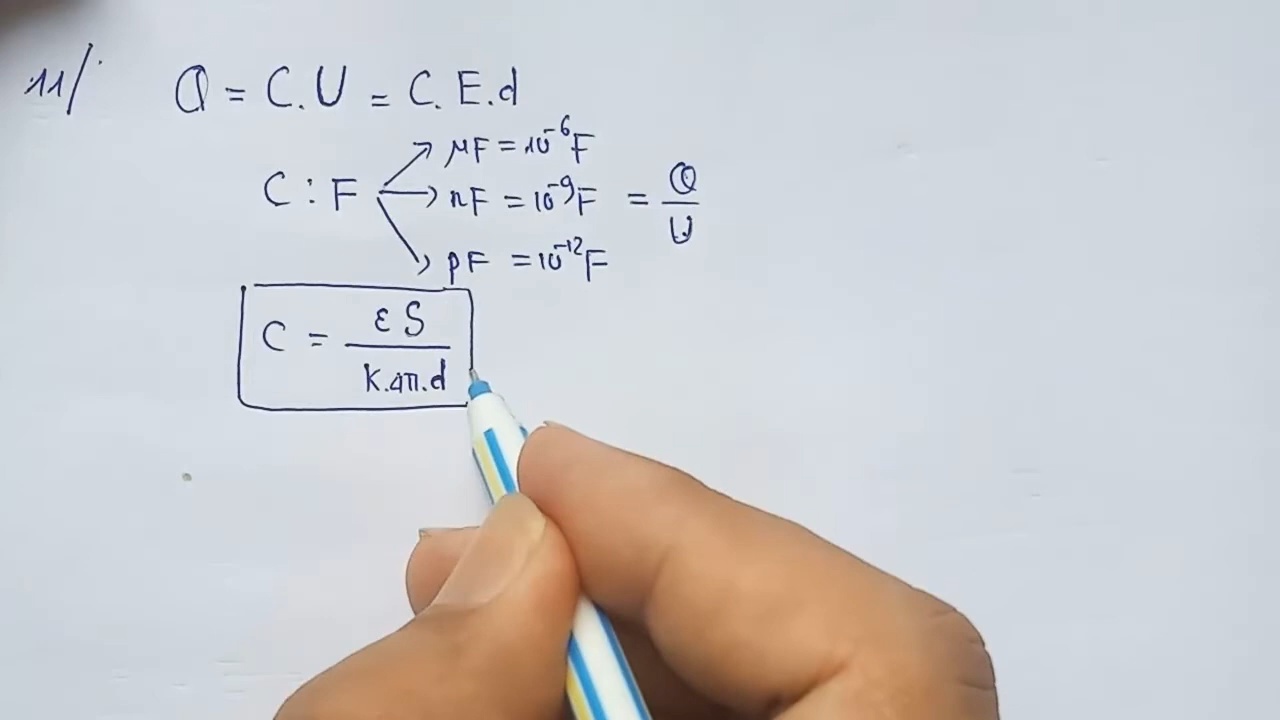 11/ Q = C.U = C.E.d
μF = 10⁻⁶F
C : F nF = 10⁻⁹F = Q/U
pF = 10⁻¹²F
C = εS/k.4π.d